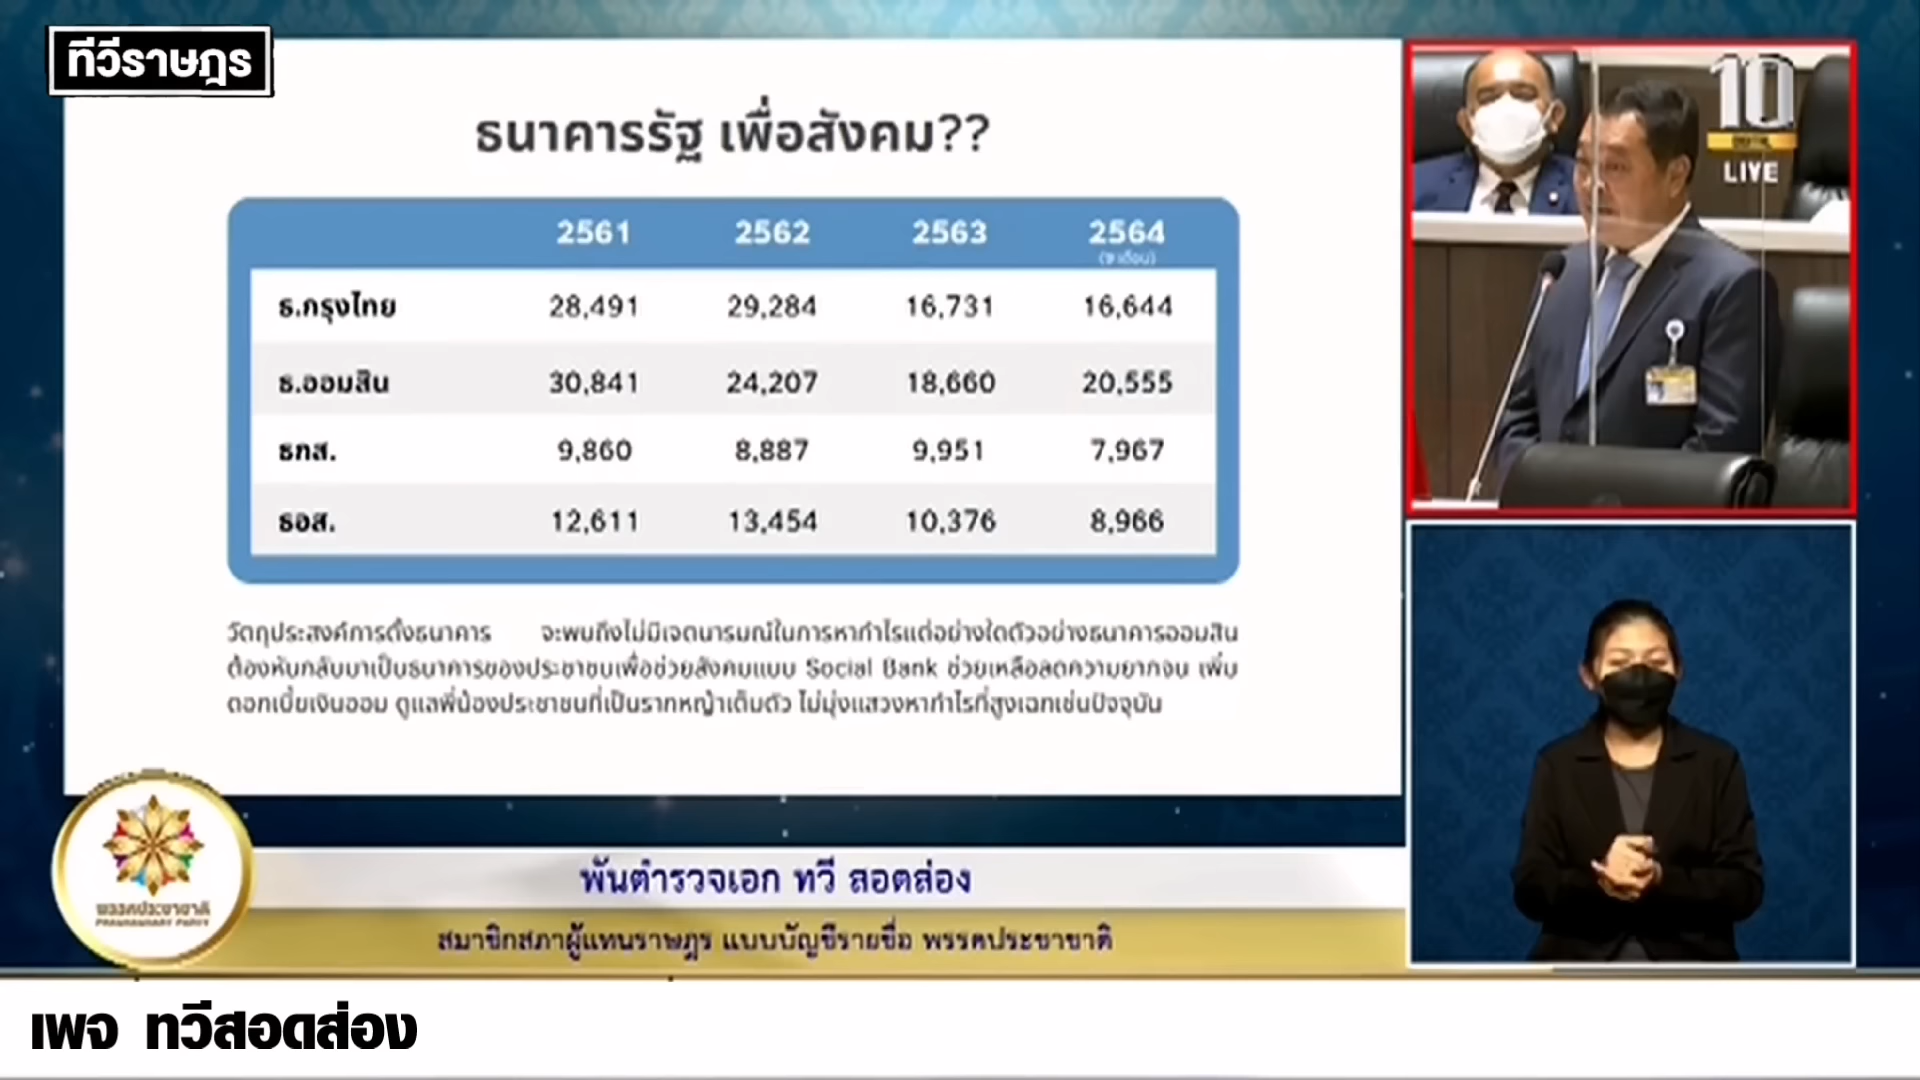 ทีวีราษฎร
ธนาคารรัฐ เพื่อสังคม??
2561 2562 2563 2564
(๙ เดือน)
ธ.กรุงไทย 28,491 29,284 16,731 16,644
ธ.ออมสิน 30,841 24,207 18,660 20,555
ธกส. 9,860 8,887 9,951 7,967
ธอส. 12,611 13,454 10,376 8,966
วัตถุประสงค์การตั้งธนาคาร จะพบถึงไม่มีเจตนารมณ์ในการหากำไรแต่อย่างใดตัวอย่างธนาคารออมสิน
ต้องหันกลับมาเป็นธนาคารของประชาชนเพื่อช่วยสังคมแบบ Social Bank ช่วยเหลือลดความยากจน เพิ่ม
ดอกเบี้ยเงินออม ดูแลพี่น้องประชาชนที่เป็นรากหญ้าเต็มตัว ไม่มุ่งแสวงหากำไรที่สูงเฉกเช่นปัจจุบัน
10
LIVE
พรรคประชาชาติ
PRACHACHART PARTY
พันตำรวจเอก ทวี สอดส่อง
สมาชิกสภาผู้แทนราษฎร แบบบัญชีรายชื่อ พรรคประชาชาติ
เพจ ทวีสอดส่อง